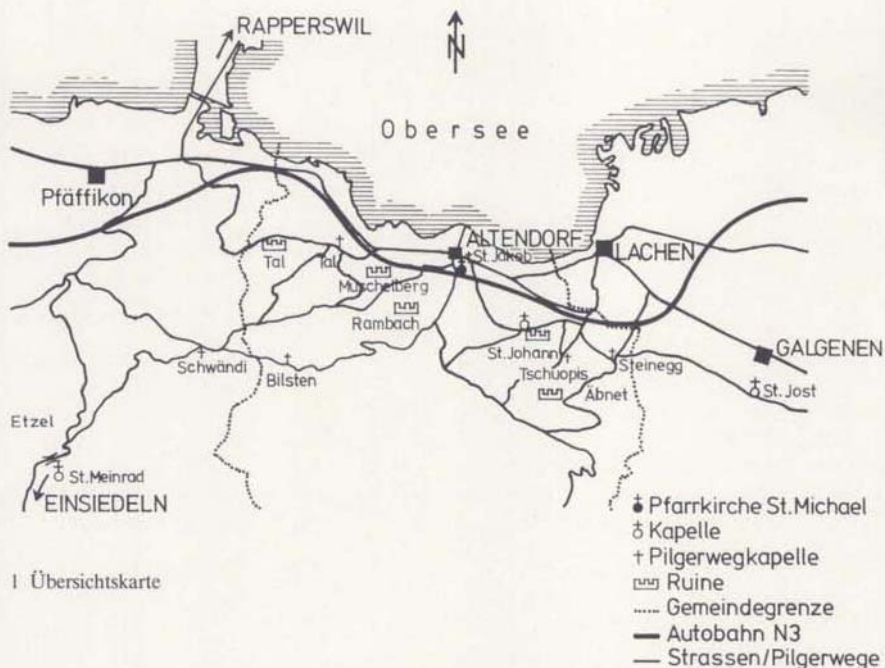 RAPPERSWIL
N
Obersee
Pfäffikon
ALTENDORF
St. Jakob
LACHEN
Tal
Tal
Muschelberg
Rambach
St. Johann
Tschuopis
Steinegg
GALGENEN
Schwändi
Bilsten
Äbnet
St. Jost
Etzel
St. Meinrad
EINSIEDELN
Pfarrkirche St. Michael
Kapelle
Pilgerwegkapelle
Ruine
Gemeindegrenze
Autobahn N3
Strassen/Pilgerwege
1 Übersichtskarte